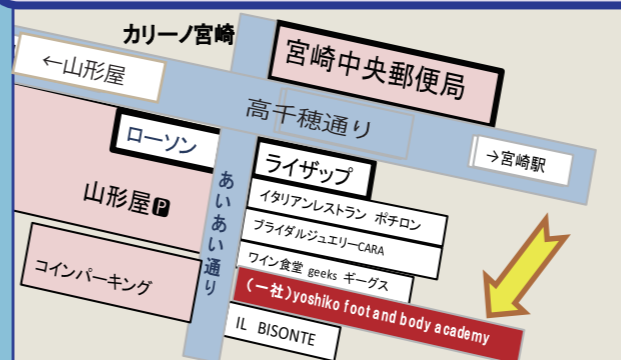 カリーノ宮崎
宮崎中央郵便局
←山形屋
高千穂通り
→宮崎駅
ローソン
ライザップ
山形屋🅿
あいあい通り
イタリアンレストラン ポチロン
ブライダルジュエリーCARA
ワイン食堂 geeks ギーグス
コインパーキング
(一社)yoshiko foot and body academy
IL BISONTE